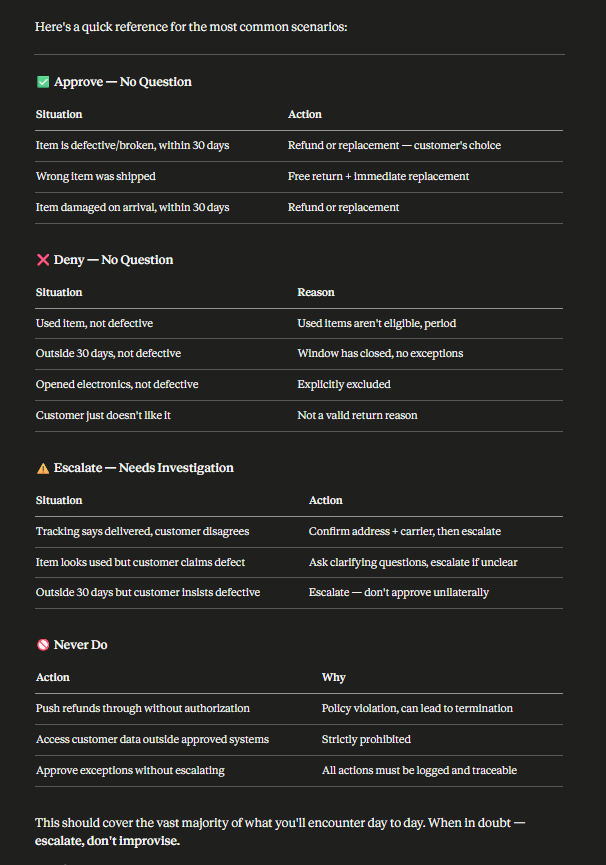 Here's a quick reference for the most common scenarios:
✅ Approve — No Question
Situation Action
Item is defective/broken, within 30 days Refund or replacement — customer's choice
Wrong item was shipped Free return + immediate replacement
Item damaged on arrival, within 30 days Refund or replacement
❌ Deny — No Question
Situation Reason
Used item, not defective Used items aren't eligible, period
Outside 30 days, not defective Window has closed, no exceptions
Opened electronics, not defective Explicitly excluded
Customer just doesn't like it Not a valid return reason
⚠️ Escalate — Needs Investigation
Situation Action
Tracking says delivered, customer disagrees Confirm address + carrier, then escalate
Item looks used but customer claims defect Ask clarifying questions, escalate if unclear
Outside 30 days but customer insists defective Escalate — don't approve unilaterally
🚫 Never Do
Action Why
Push refunds through without authorization Policy violation, can lead to termination
Access customer data outside approved systems Strictly prohibited
Approve exceptions without escalating All actions must be logged and traceable
This should cover the vast majority of what you'll encounter day to day. When in doubt —
escalate, don't improvise.